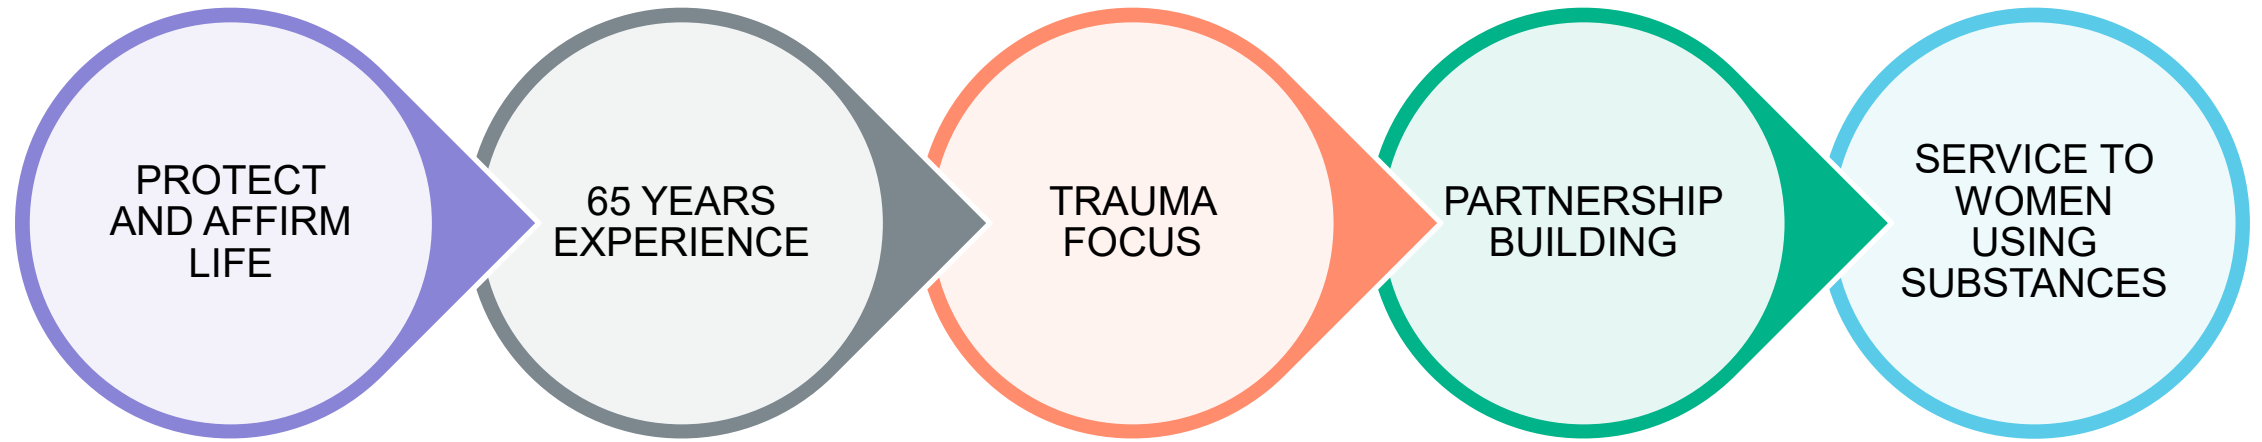 PROTECT
AND AFFIRM
LIFE
65 YEARS
EXPERIENCE
TRAUMA
FOCUS
PARTNERSHIP
BUILDING
SERVICE TO
WOMEN
USING
SUBSTANCES